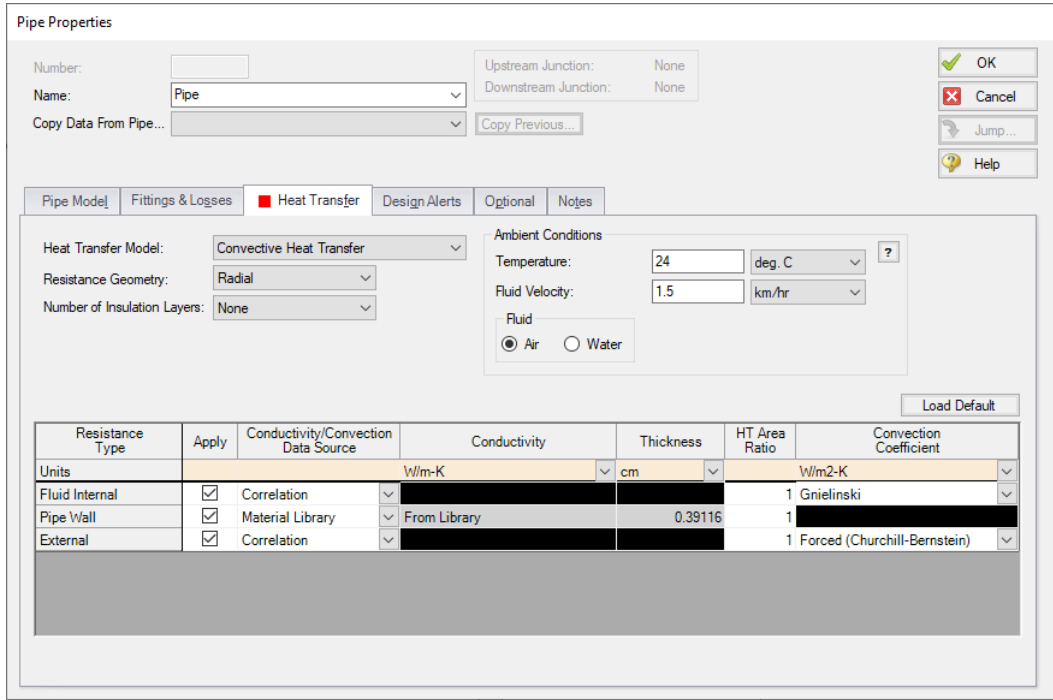 Pipe Properties
Number:
Upstream Junction: None
Downstream Junction: None
OK
Name: Pipe
Cancel
Copy Data From Pipe...
Copy Previous...
Jump...
Help
Pipe Model
Fittings & Losses
Heat Transfer
Design Alerts
Optional
Notes
Heat Transfer Model: Convective Heat Transfer
Resistance Geometry: Radial
Number of Insulation Layers: None
Ambient Conditions
Temperature: 24 deg. C
?
Fluid Velocity: 1.5 km/hr
Fluid
Air Water
Load Default
Resistance Type
Apply
Conductivity/Convection Data Source
Conductivity
Thickness
HT Area Ratio
Convection Coefficient
Units W/m-K cm W/m2-K
Fluid Internal Correlation 1 Gnielinski
Pipe Wall Material Library From Library 0.39116 1
External Correlation 1 Forced (Churchill-Bernstein)